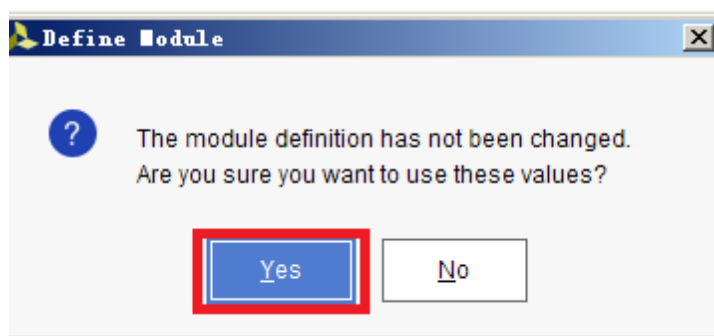 Define Module
The module definition has not been changed.
Are you sure you want to use these values?
Yes
No